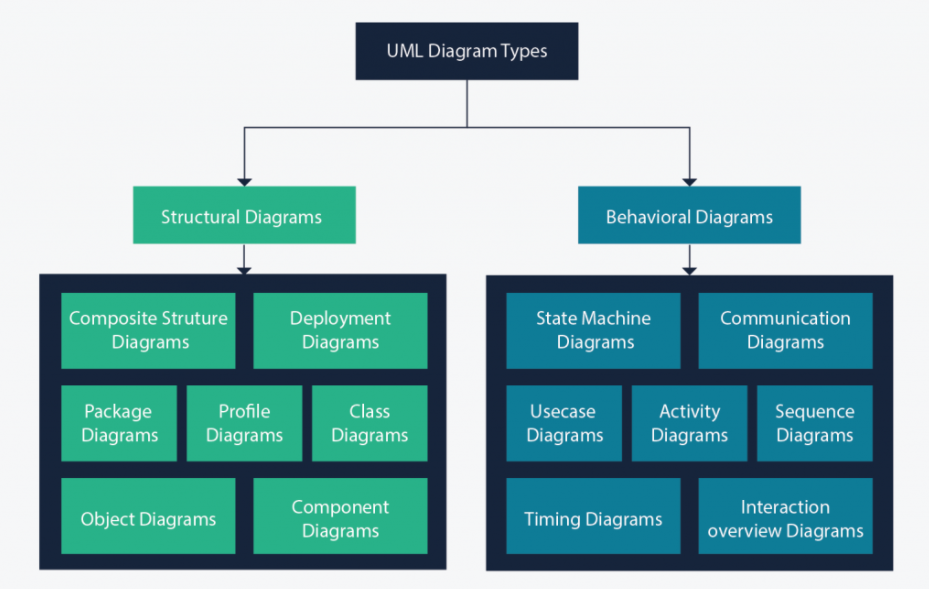 UML Diagram Types
Structural Diagrams
Behavioral Diagrams
Composite Struture
Diagrams
Deployment
Diagrams
Package
Diagrams
Profile
Diagrams
Class
Diagrams
Object Diagrams
Component
Diagrams
State Machine
Diagrams
Communication
Diagrams
Usecase
Diagrams
Activity
Diagrams
Sequence
Diagrams
Timing Diagrams
Interaction
overview Diagrams